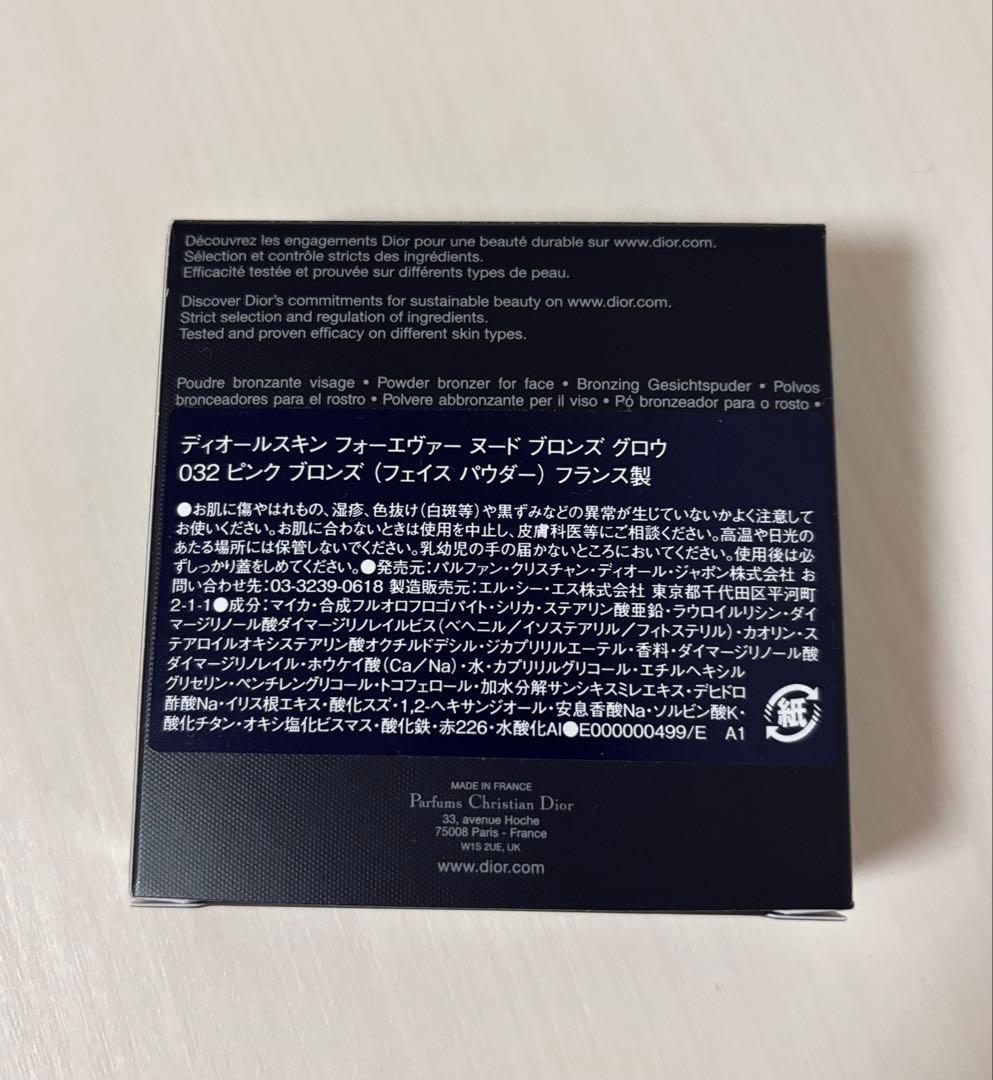 Découvrez les engagements Dior pour une beauté durable sur www.dior.com.
Sélection et contrôle stricts des ingrédients.
Efficacité testée et prouvée sur différents types de peau.
Discover Dior's commitments for sustainable beauty on www.dior.com.
Strict selection and regulation of ingredients.
Tested and proven efficacy on different skin types.
Poudre bronzante visage • Powder bronzer for face • Bronzing Gesichtspuder • Polvos
bronceadores para el rostro • Polvere abbronzante per il viso • Pó bronzeador para o rosto •
ディオールスキン フォーエヴァー ヌード ブロンズ グロウ
032 ピンク ブロンズ（フェイス パウダー）フランス製
●お肌に傷やはれもの、湿疹、色抜け（白斑等）や黒ずみなどの異常が生じていないかよく注意して
お使いください。お肌に合わないときは使用を中止し、皮膚科医等にご相談ください。高温や日光の
あたる場所には保管しないでください。乳幼児の手の届かないところにおいてください。使用後は必
ずしっかり蓋をしめてください。●発売元：パルファン・クリスチャン・ディオール・ジャポン株式会社 お
問い合わせ先：03-3239-0618 製造販売元：エル・シー・エス株式会社 東京都千代田区平河町
2-1-1●成分：マイカ・合成フルオロフロゴパイト・シリカ・ステアリン酸亜鉛・ラウロイルリシン・ダイ
マージリノール酸ダイマージリノレイルビス（ベヘニル／イソステアリル／フィトステリル）・カオリン・ス
テアロイルオキシステアリン酸オクチルドデシル・ジカプリリルエーテル・香料・ダイマージリノール酸
ダイマージリノレイル・ホウケイ酸（Ca／Na）・水・カプリリルグリコール・エチルヘキシル
グリセリン・ペンチレングリコール・トコフェロール・加水分解サンシキスミレエキス・デヒドロ
酢酸Na・イリス根エキス・酸化スズ・1,2-ヘキサンジオール・安息香酸Na・ソルビン酸K・
酸化チタン・オキシ塩化ビスマス・酸化鉄・赤226・水酸化Al●E000000499/E A1
紙
MADE IN FRANCE
Parfums Christian Dior
33, avenue Hoche
75008 Paris - France
W1S 2UE, UK
www.dior.com